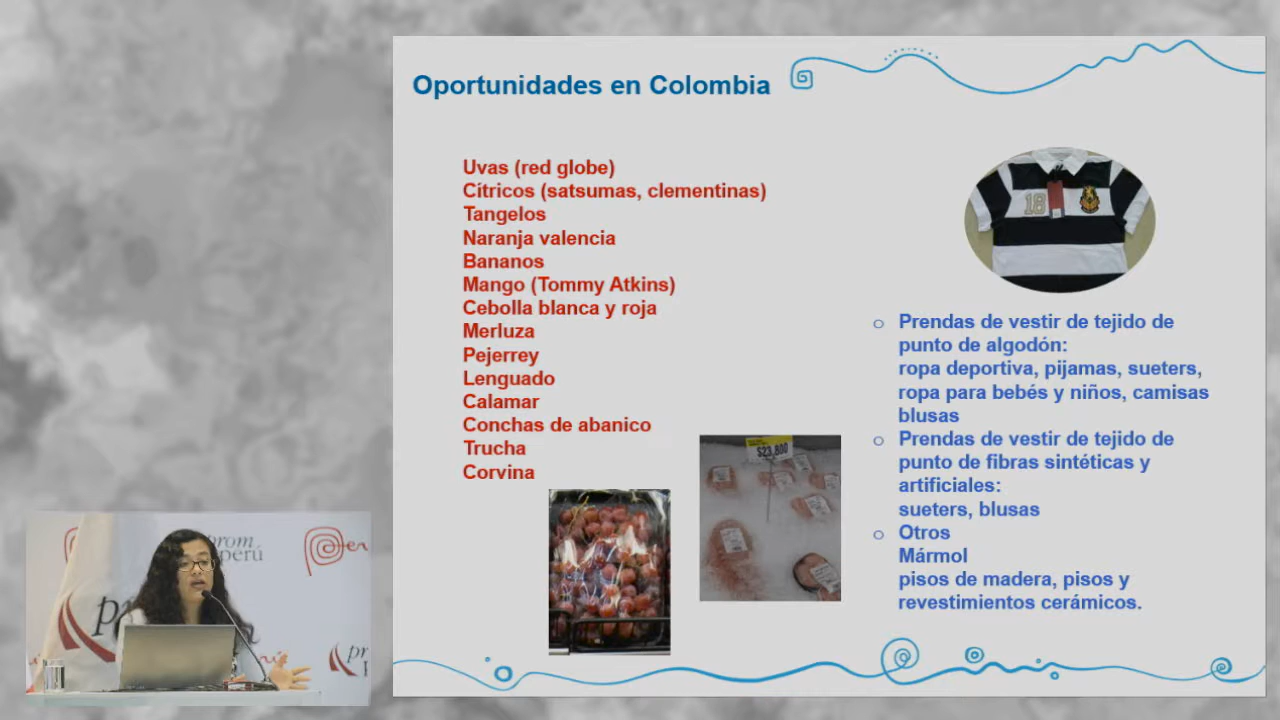 Oportunidades en Colombia
Uvas (red globe)
Cítricos (satsumas, clementinas)
Tangelos
Naranja valencia
Bananos
Mango (Tommy Atkins)
Cebolla blanca y roja
Merluza
Pejerrey
Lenguado
Calamar
Conchas de abanico
Trucha
Corvina
18
Prendas de vestir de tejido de
punto de algodón:
ropa deportiva, pijamas, sueters,
ropa para bebés y niños, camisas
blusas
Prendas de vestir de tejido de
punto de fibras sintéticas y
artificiales:
sueters, blusas
Otros
Mármol
pisos de madera, pisos y
revestimientos cerámicos.
$23,800
prom
perú